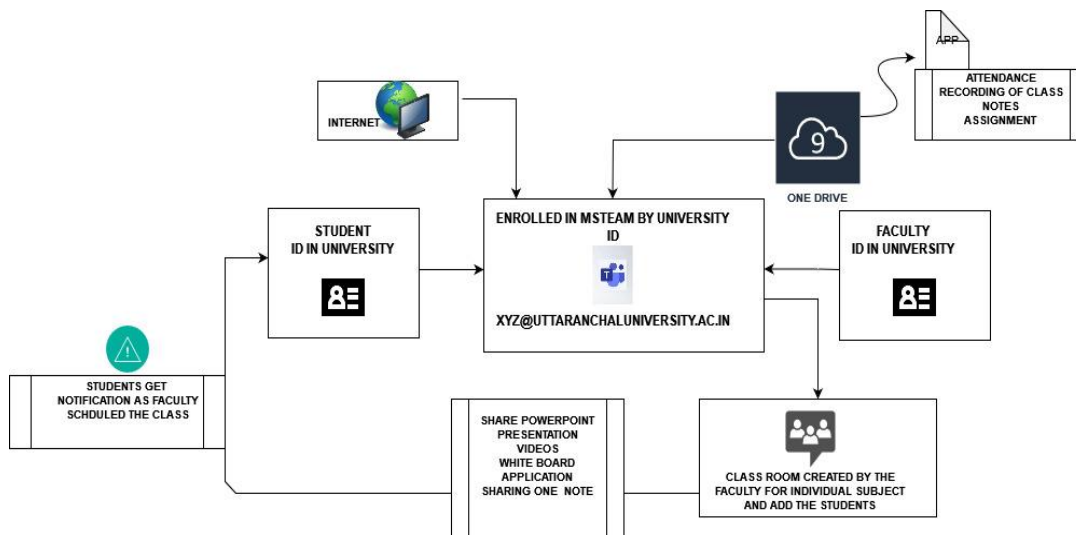 APP
ATTENDANCE
RECORDING OF CLASS
NOTES
ASSIGNMENT
INTERNET
9
ONE DRIVE
STUDENT
ID IN UNIVERSITY
ENROLLED IN MSTEAM BY UNIVERSITY
ID
T
XYZ@UTTARANCHALUNIVERSITY.AC.IN
FACULTY
ID IN UNIVERSITY
STUDENTS GET
NOTIFICATION AS FACULTY
SCHDULED THE CLASS
SHARE POWERPOINT
PRESENTATION
VIDEOS
WHITE BOARD
APPLICATION
SHARING ONE NOTE
CLASS ROOM CREATED BY THE
FACULTY FOR INDIVIDUAL SUBJECT
AND ADD THE STUDENTS